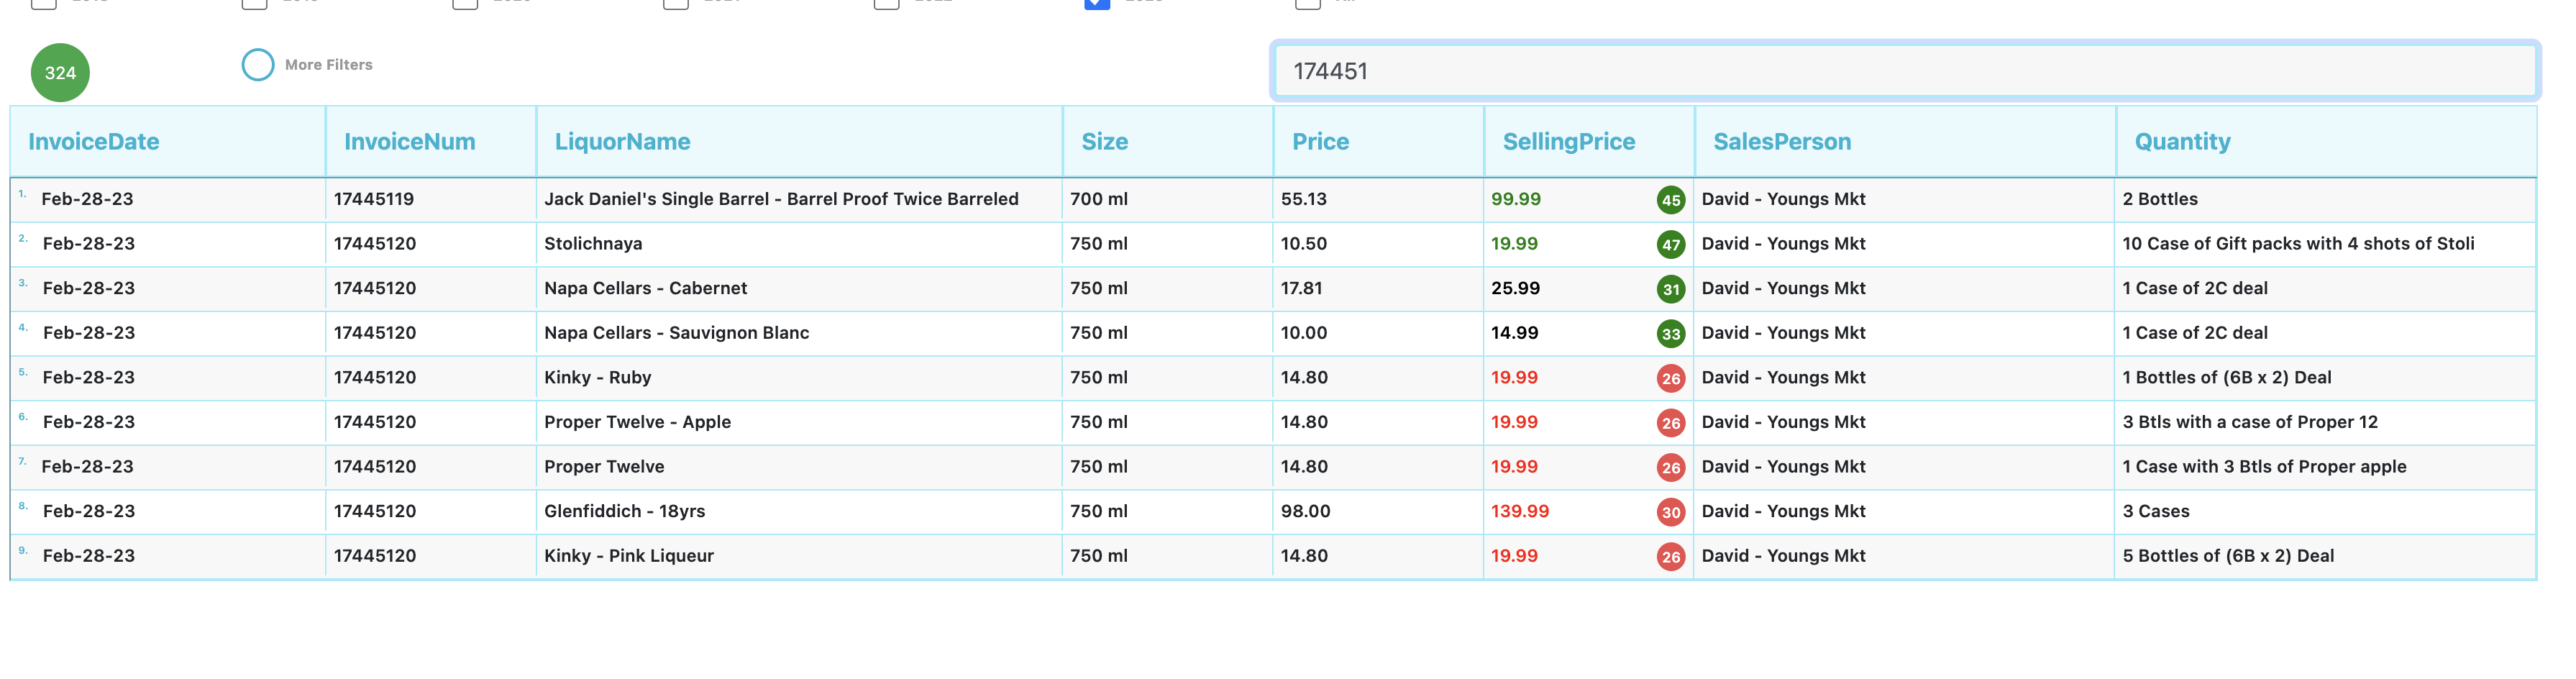 324
More Filters
174451
InvoiceDate InvoiceNum LiquorName Size Price SellingPrice SalesPerson Quantity
1. Feb-28-23 17445119 Jack Daniel's Single Barrel - Barrel Proof Twice Barreled 700 ml 55.13 99.99 45 David - Youngs Mkt 2 Bottles
2. Feb-28-23 17445120 Stolichnaya 750 ml 10.50 19.99 47 David - Youngs Mkt 10 Case of Gift packs with 4 shots of Stoli
3. Feb-28-23 17445120 Napa Cellars - Cabernet 750 ml 17.81 25.99 31 David - Youngs Mkt 1 Case of 2C deal
4. Feb-28-23 17445120 Napa Cellars - Sauvignon Blanc 750 ml 10.00 14.99 33 David - Youngs Mkt 1 Case of 2C deal
5. Feb-28-23 17445120 Kinky - Ruby 750 ml 14.80 19.99 26 David - Youngs Mkt 1 Bottles of (6B x 2) Deal
6. Feb-28-23 17445120 Proper Twelve - Apple 750 ml 14.80 19.99 26 David - Youngs Mkt 3 Btls with a case of Proper 12
7. Feb-28-23 17445120 Proper Twelve 750 ml 14.80 19.99 26 David - Youngs Mkt 1 Case with 3 Btls of Proper apple
8. Feb-28-23 17445120 Glenfiddich - 18yrs 750 ml 98.00 139.99 30 David - Youngs Mkt 3 Cases
9. Feb-28-23 17445120 Kinky - Pink Liqueur 750 ml 14.80 19.99 26 David - Youngs Mkt 5 Bottles of (6B x 2) Deal